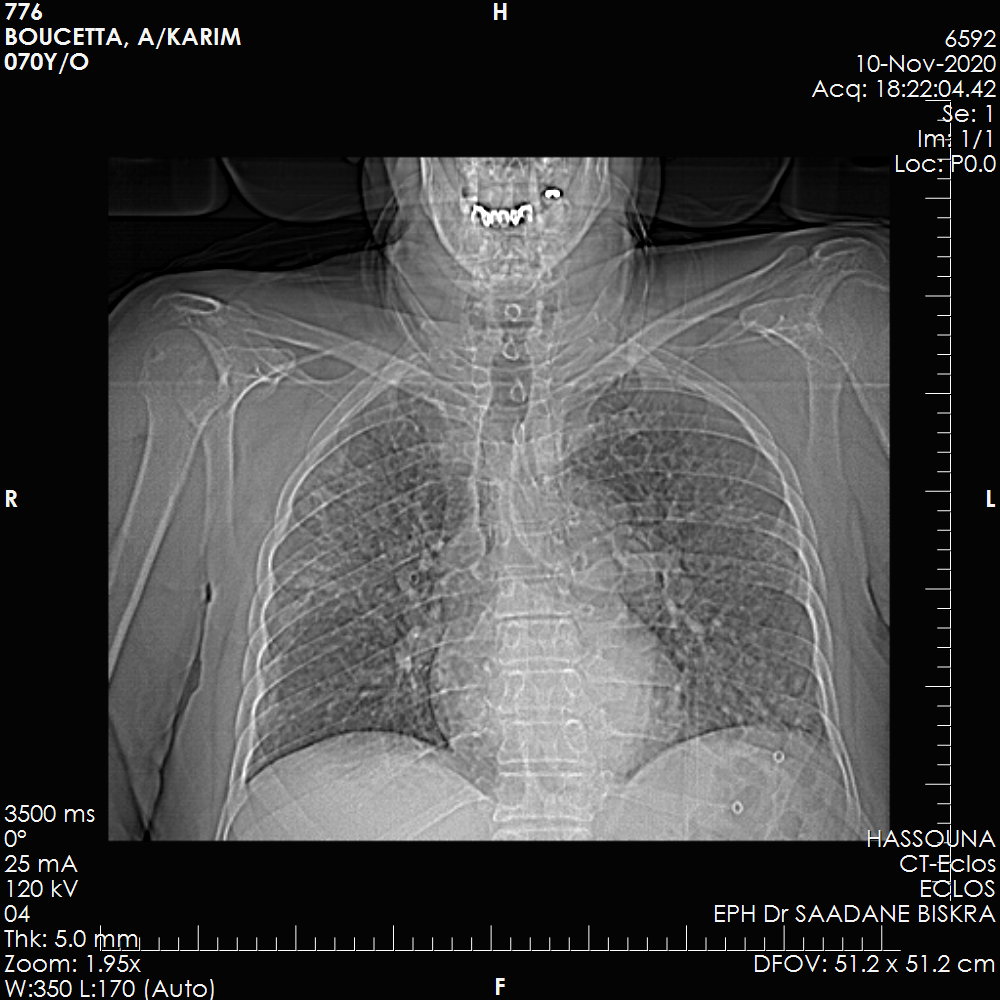 776
BOUCETTA, A/KARIM
070Y/O
H
6592
10-Nov-2020
Acq: 18:22:04.42
Se: 1
Im: 1/1
Loc: P0.0
R
L
3500 ms
0°
25 mA
120 kV
04
Thk: 5.0 mm
Zoom: 1.95x
W:350 L:170 (Auto)
F
HASSOUNA
CT-Eclos
ECLOS
EPH Dr SAADANE BISKRA
DFOV: 51.2 x 51.2 cm